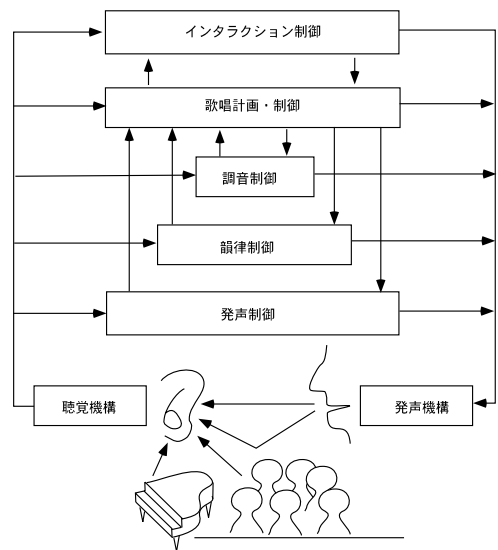 インタラクション制御
歌唱計画・制御
調音制御
韻律制御
発声制御
聴覚機構
発声機構